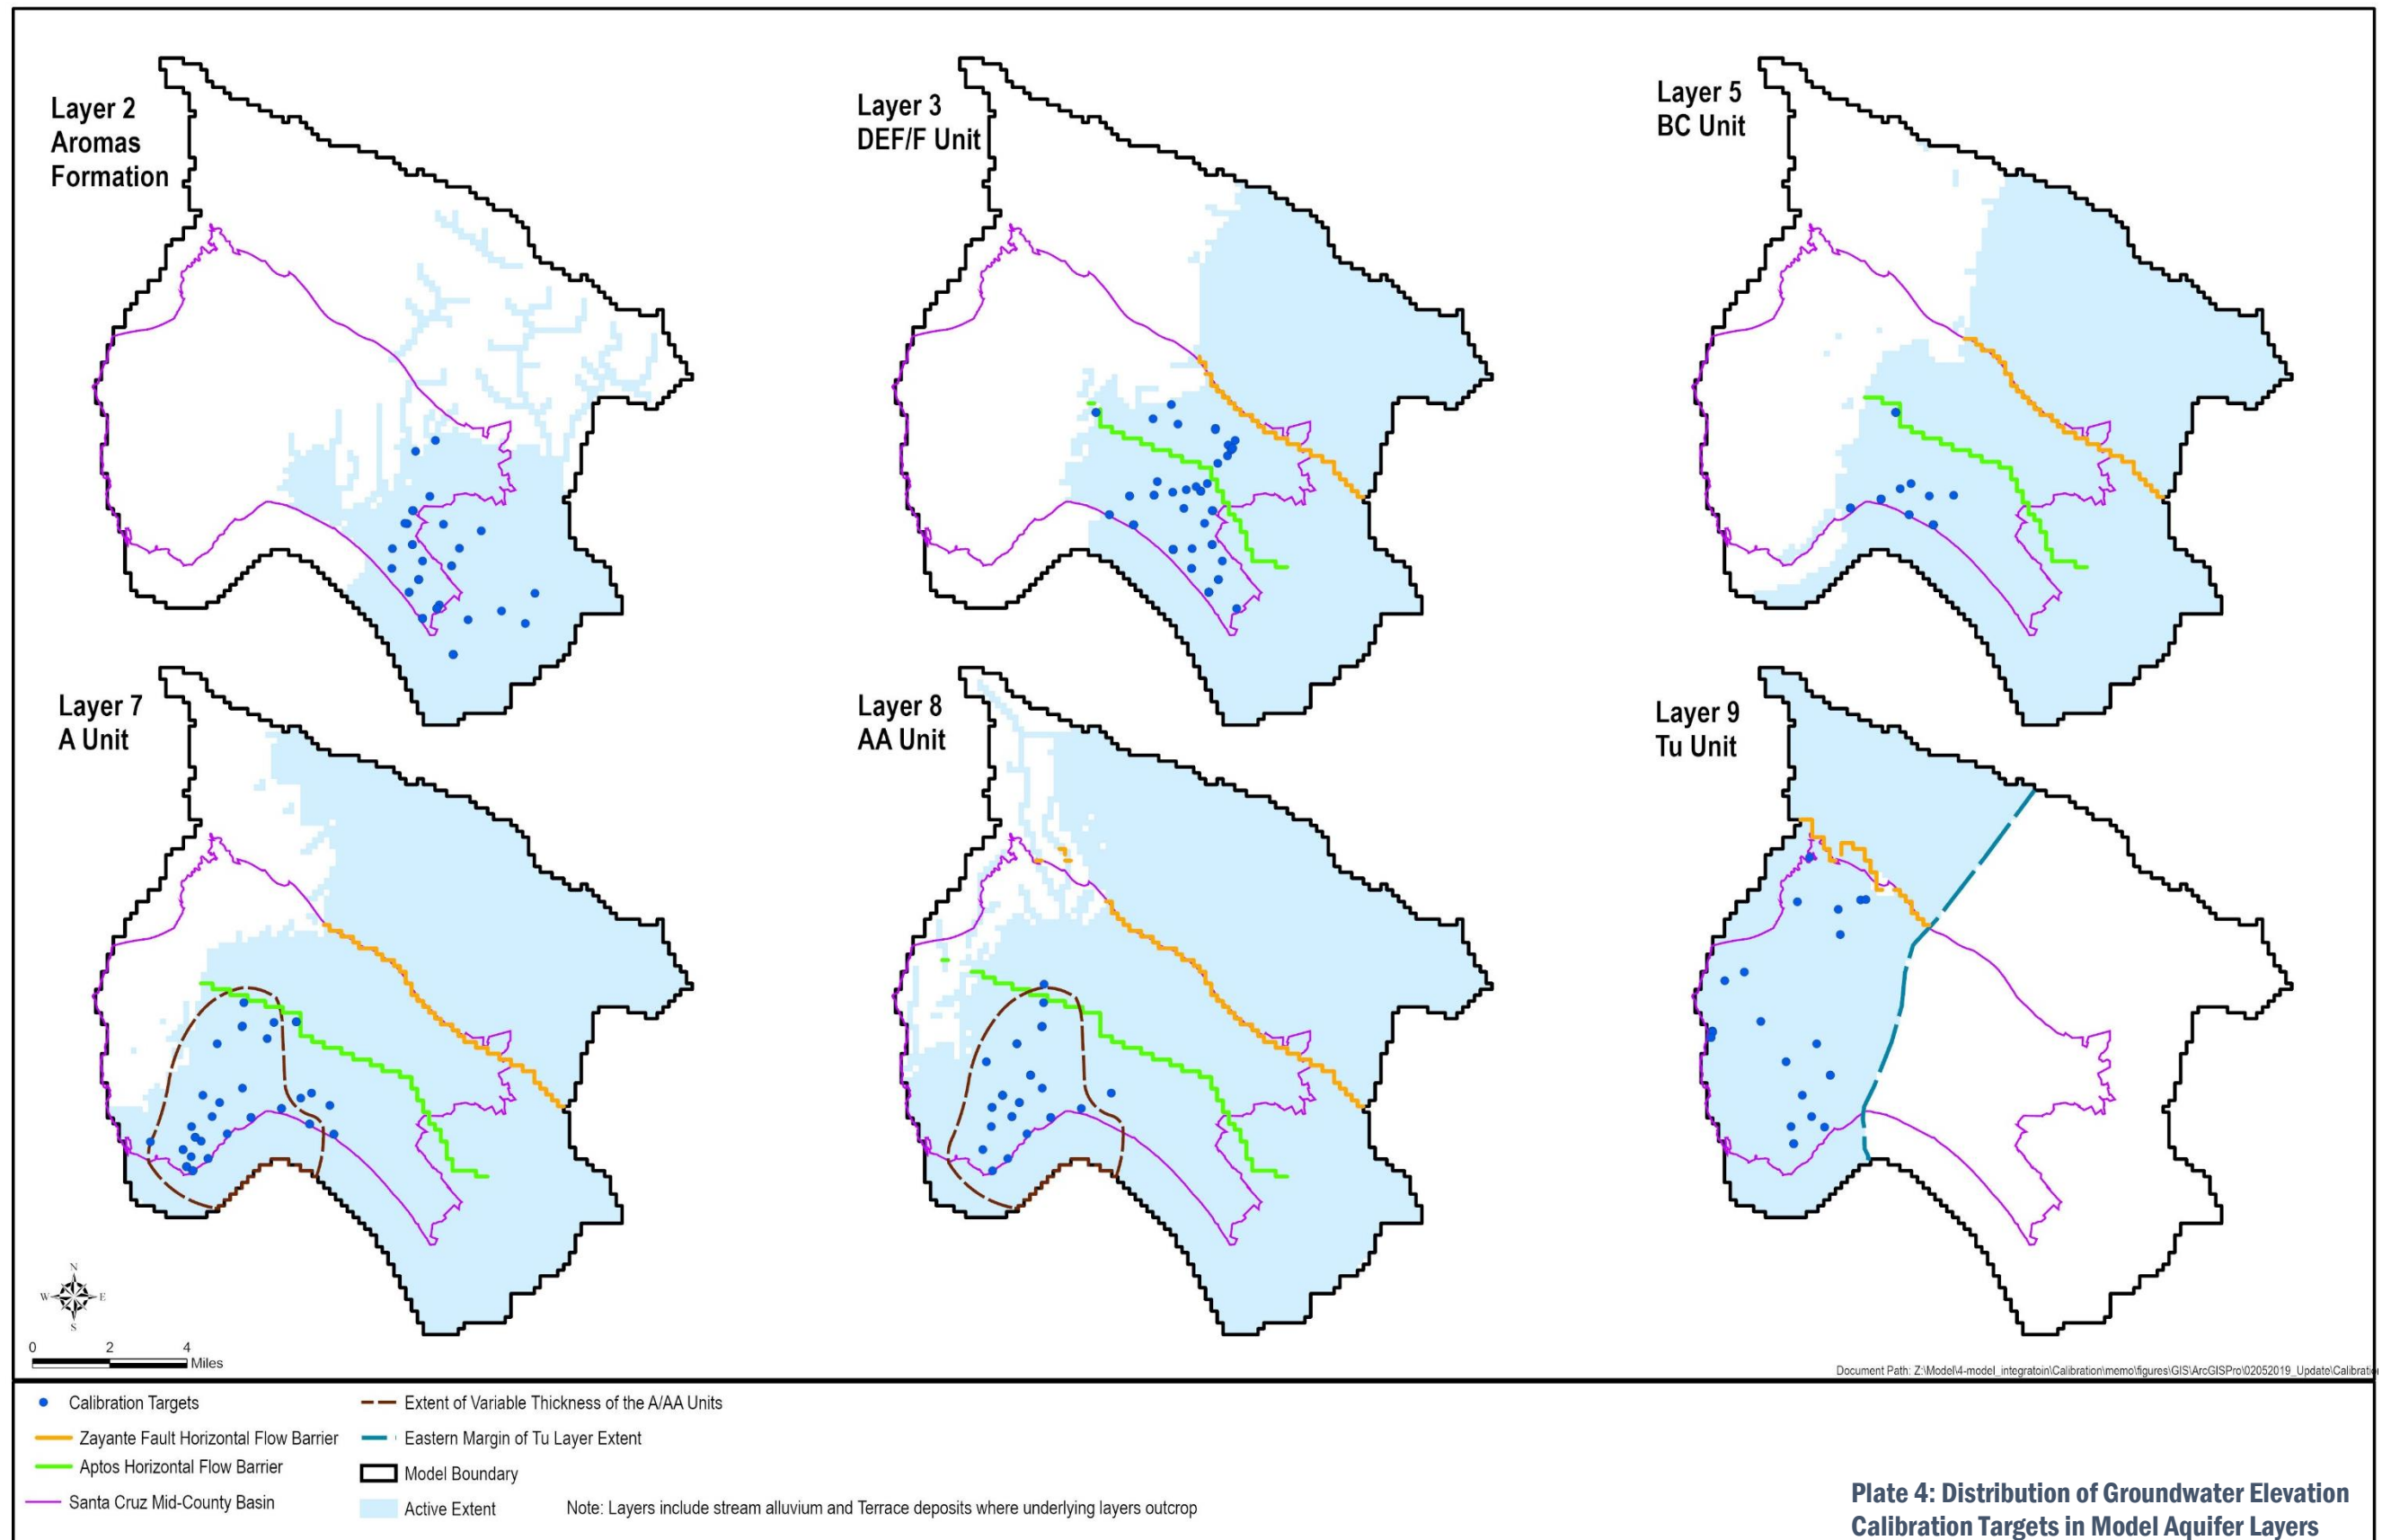 Layer 2
Aromas
Formation
Layer 3
DEF/F Unit
Layer 5
BC Unit
Layer 7
A Unit
Layer 8
AA Unit
Layer 9
Tu Unit
N
W E
S
0 2 4
Miles
Document Path: Z:\Model\4-model_integratoin\Calibration\memo\figures\GIS\ArcGISPro\02052019_Update\Calibratio
Calibration Targets
Zayante Fault Horizontal Flow Barrier
Aptos Horizontal Flow Barrier
Santa Cruz Mid-County Basin
Extent of Variable Thickness of the A/AA Units
Eastern Margin of Tu Layer Extent
Model Boundary
Active Extent
Note: Layers include stream alluvium and Terrace deposits where underlying layers outcrop
Plate 4: Distribution of Groundwater Elevation
Calibration Targets in Model Aquifer Layers